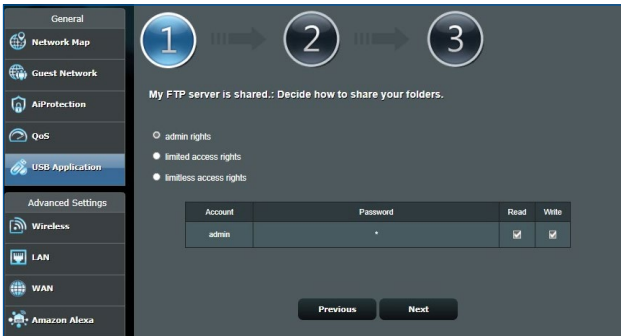 General
Network Map
Guest Network
AiProtection
QoS
USB Application
Advanced Settings
Wireless
LAN
WAN
Amazon Alexa
1 2 3
My FTP server is shared.: Decide how to share your folders.
admin rights
limited access rights
limitless access rights
Account Password Read Write
admin *
Previous Next